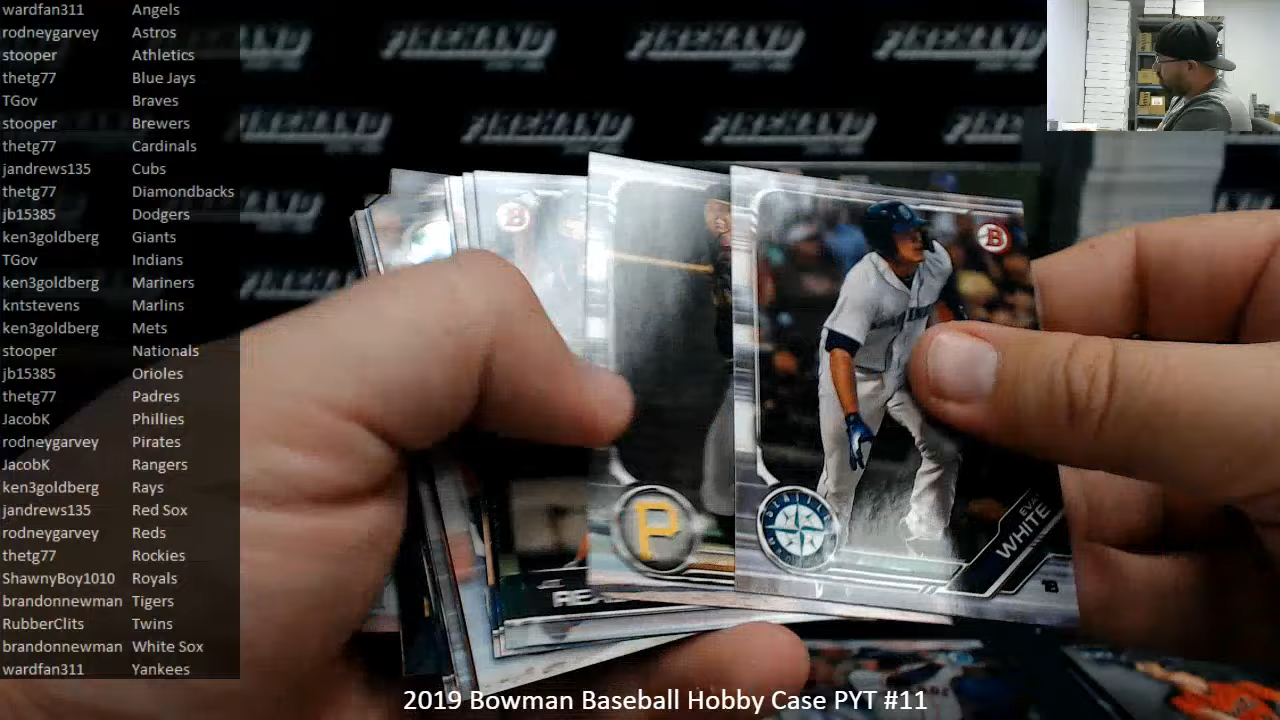 wardfan311 Angels
rodneygarvey Astros
stooper Athletics
thetg77 Blue Jays
TGov Braves
stooper Brewers
thetg77 Cardinals
jandrews135 Cubs
thetg77 Diamondbacks
jb15385 Dodgers
ken3goldberg Giants
TGov Indians
ken3goldberg Mariners
kntstevens Marlins
ken3goldberg Mets
stooper Nationals
jb15385 Orioles
thetg77 Padres
JacobK Phillies
rodneygarvey Pirates
JacobK Rangers
ken3goldberg Rays
jandrews135 Red Sox
rodneygarvey Reds
thetg77 Rockies
ShawnyBoy1010 Royals
brandonnewman Tigers
RubberClits Twins
brandonnewman White Sox
wardfan311 Yankees
B
B
P
WHITE
1B
2019 Bowman Baseball Hobby Case PYT #11